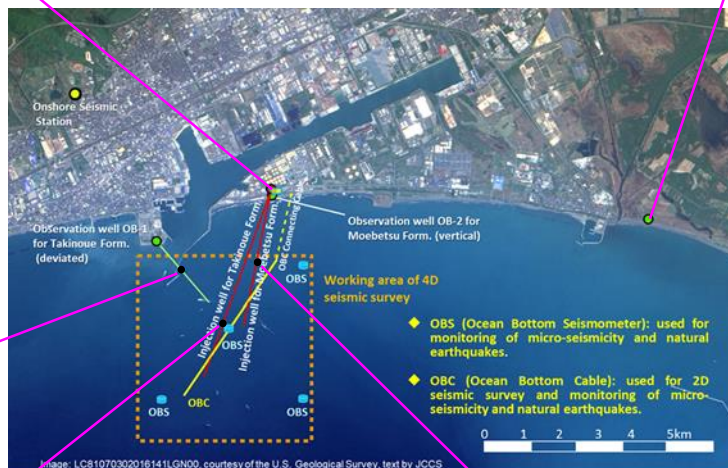 Onshore Seismic
Station
Observation well OB-1
for Takinoue Form.
(deviated)
Observation well OB-2 for
Moebetsu Form. (vertical)
Injection well for Takinoue Form.
Injection well for Moebetsu Form.
OBC Connecting Cable
OBS
Working area of 4D
seismic survey
OBS
OBC
OBS
OBS
◆ OBS (Ocean Bottom Seismometer): used for
monitoring of micro-seismicity and natural
earthquakes.
◆ OBC (Ocean Bottom Cable): used for 2D
seismic survey and monitoring of micro-
seismicity and natural earthquakes.
0 1 2 3 4 5km
Image: LC81070302016141LGN00, courtesy of the U.S. Geological Survey, text by JCCS